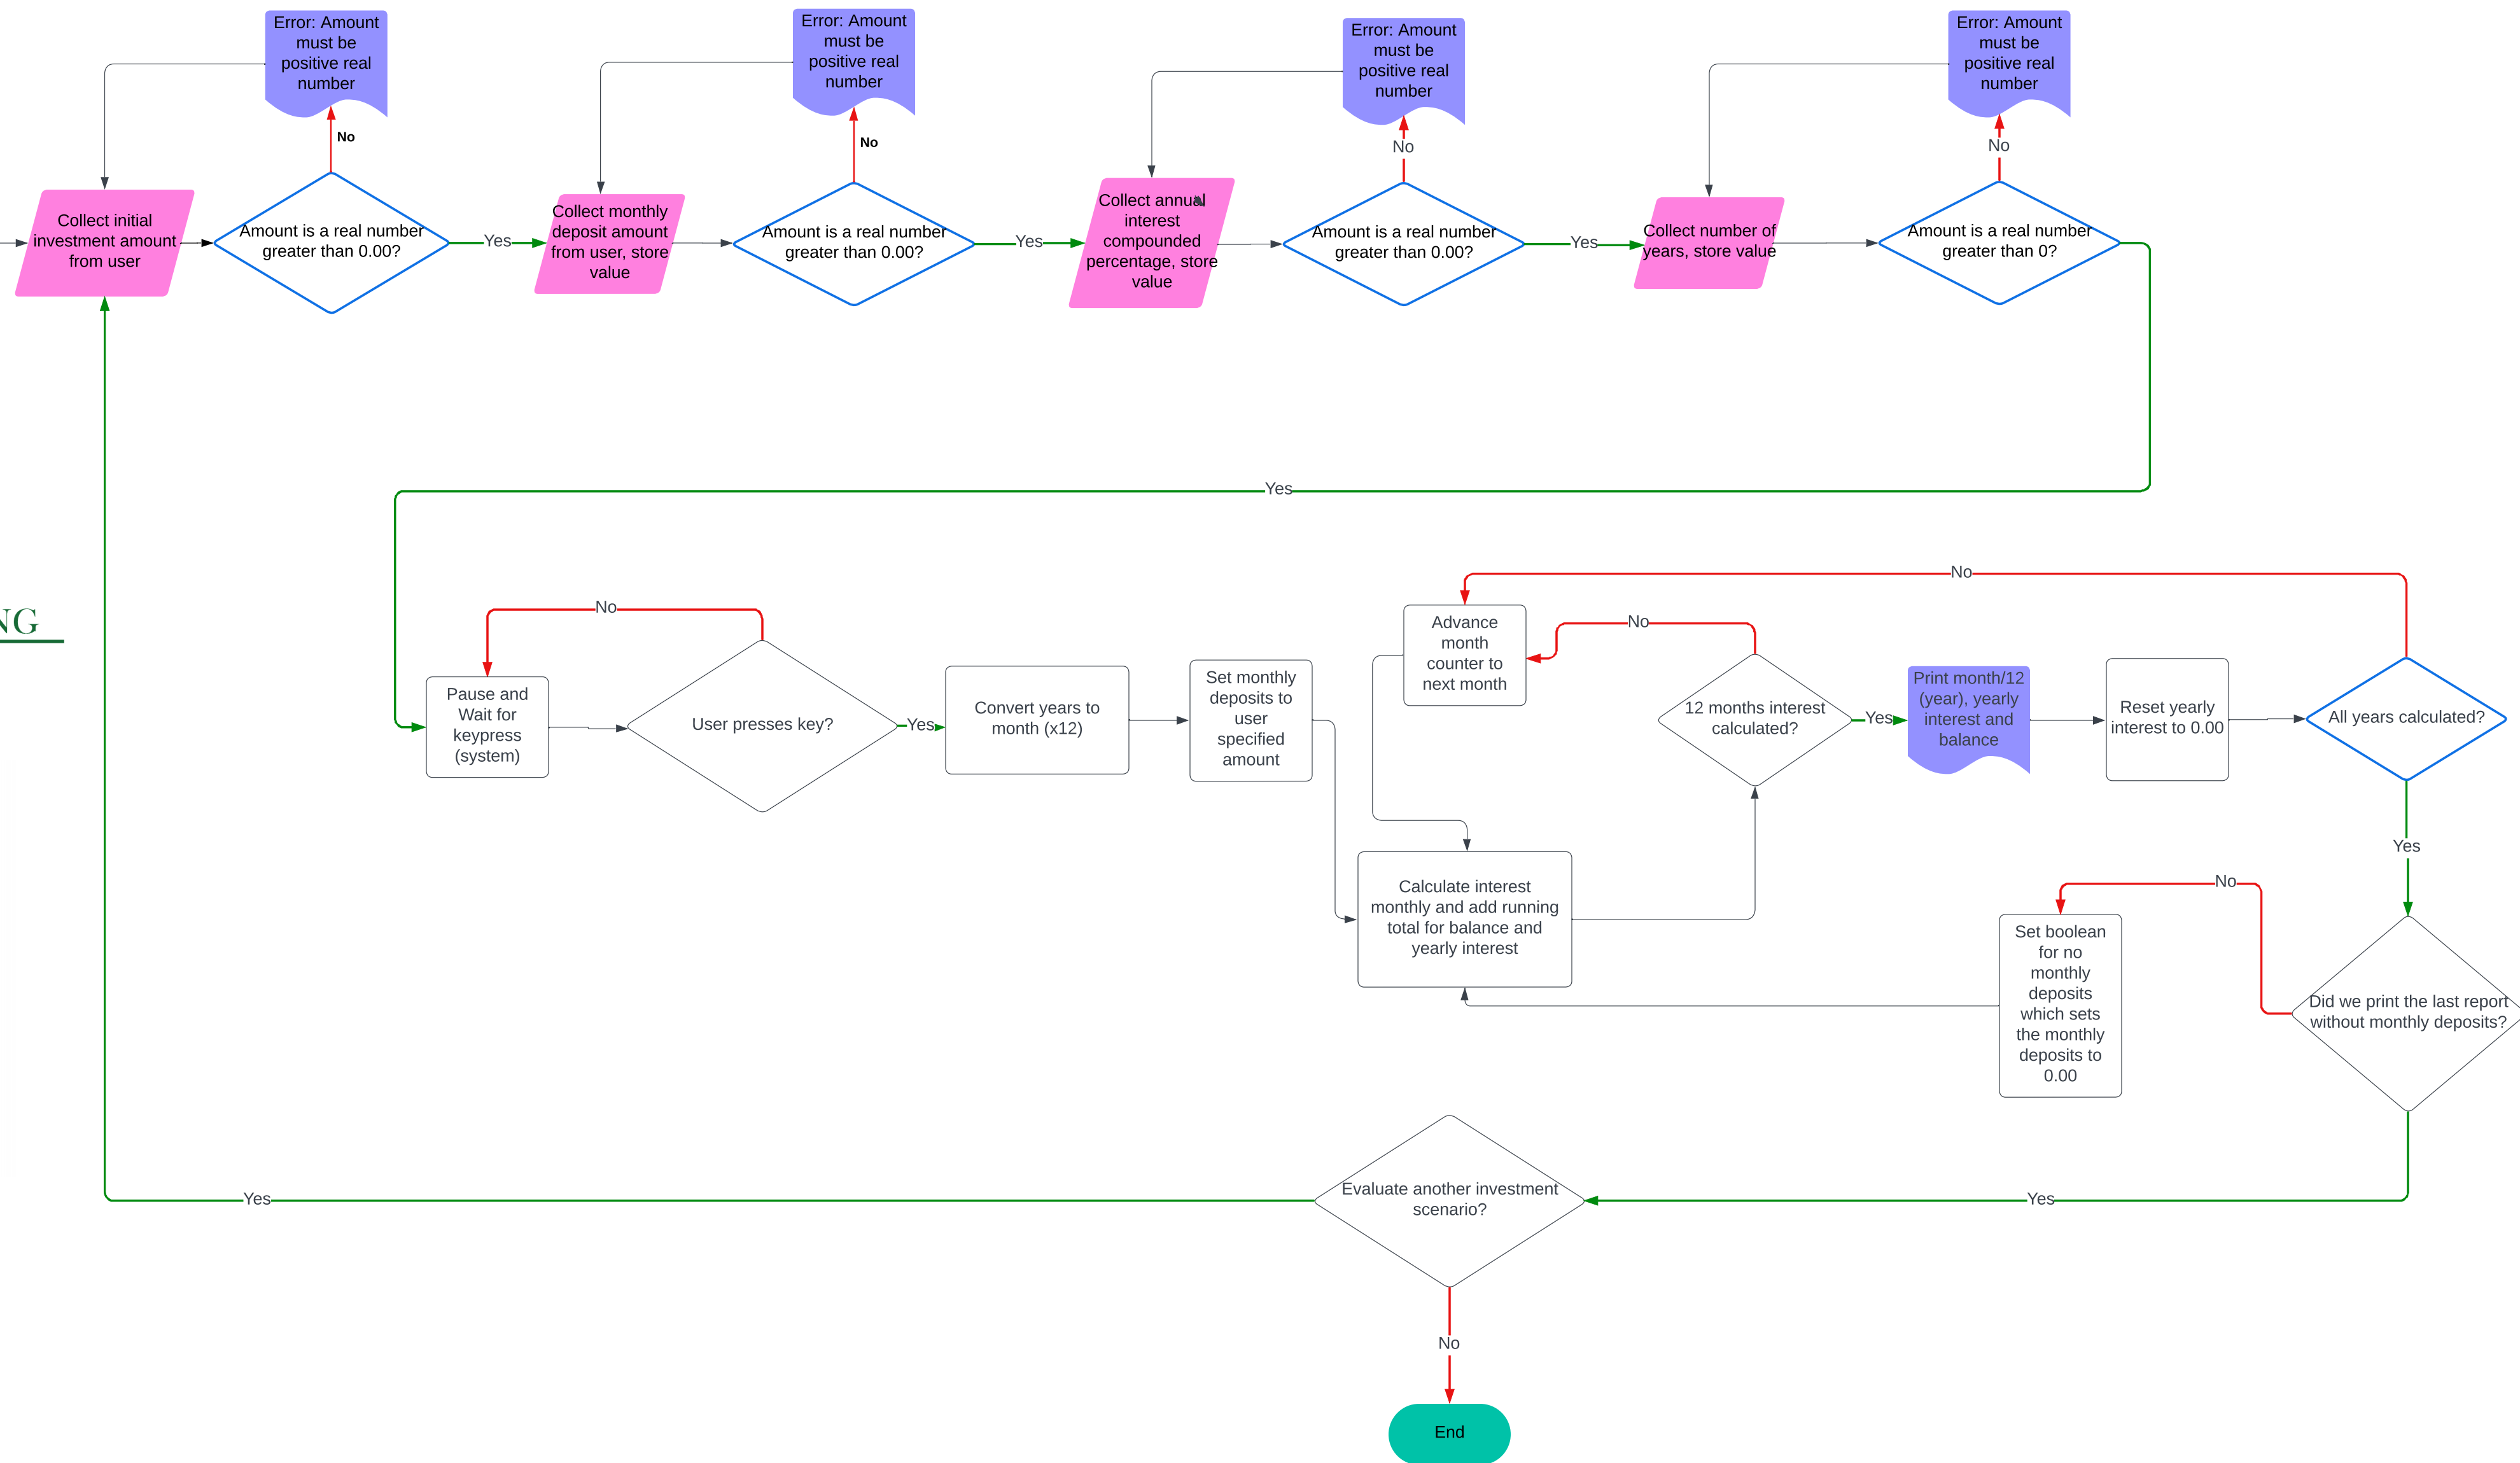 Error: Amount
must be
positive real
number
Error: Amount
must be
positive real
number
Error: Amount
must be
positive real
number
Error: Amount
must be
positive real
number
No
No
No
No
Collect initial
investment amount
from user
Amount is a real number
greater than 0.00?
Yes
Collect monthly
deposit amount
from user, store
value
Amount is a real number
greater than 0.00?
Yes
Collect annual
interest
compounded
percentage, store
value
Amount is a real number
greater than 0.00?
Yes
Collect number of
years, store value
Amount is a real number
greater than 0?
Yes
NG
No
Pause and
Wait for
keypress
(system)
User presses key?
Yes
Convert years to
month (x12)
Set monthly
deposits to
user
specified
amount
No
Advance
month
counter to
next month
No
12 months interest
calculated?
Yes
Print month/12
(year), yearly
interest and
balance
Reset yearly
interest to 0.00
All years calculated?
Yes
Calculate interest
monthly and add running
total for balance and
yearly interest
No
Set boolean
for no
monthly
deposits
which sets
the monthly
deposits to
0.00
Did we print the last report
without monthly deposits?
Yes
Evaluate another investment
scenario?
Yes
No
End